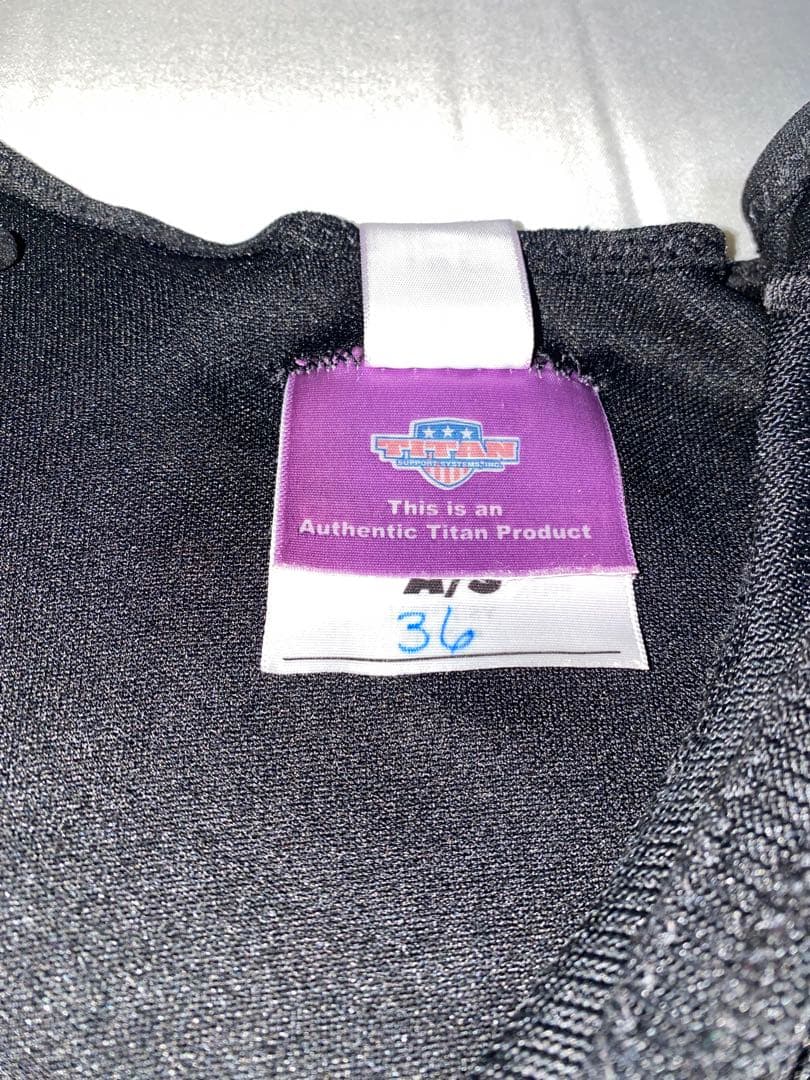 TITAN
SUPPORT SYSTEMS, INC.
This is an
Authentic Titan Product
A/S
36